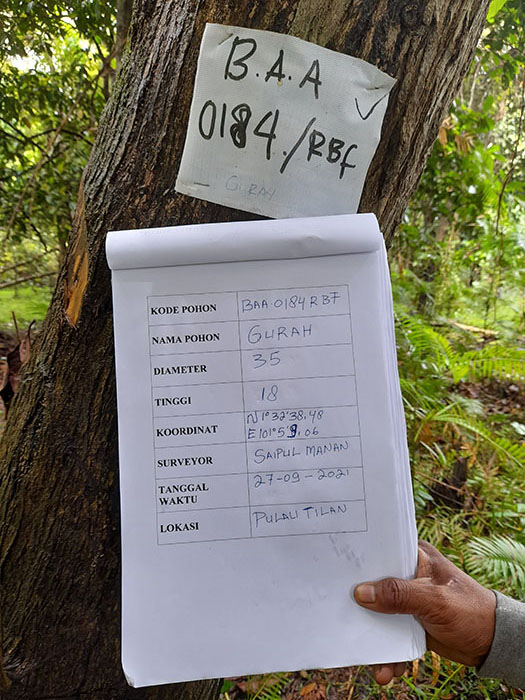 B.A.A
0184./RBF
GURAH
KODE POHON BAA.0184 RBF
NAMA POHON GURAH
DIAMETER 35
TINGGI 18
KOORDINAT N 1°32'38.48
E 101°5'9.06
SURVEYOR SAIPUL MANAN
TANGGAL WAKTU 27-09-2021
LOKASI PULAU TILAN